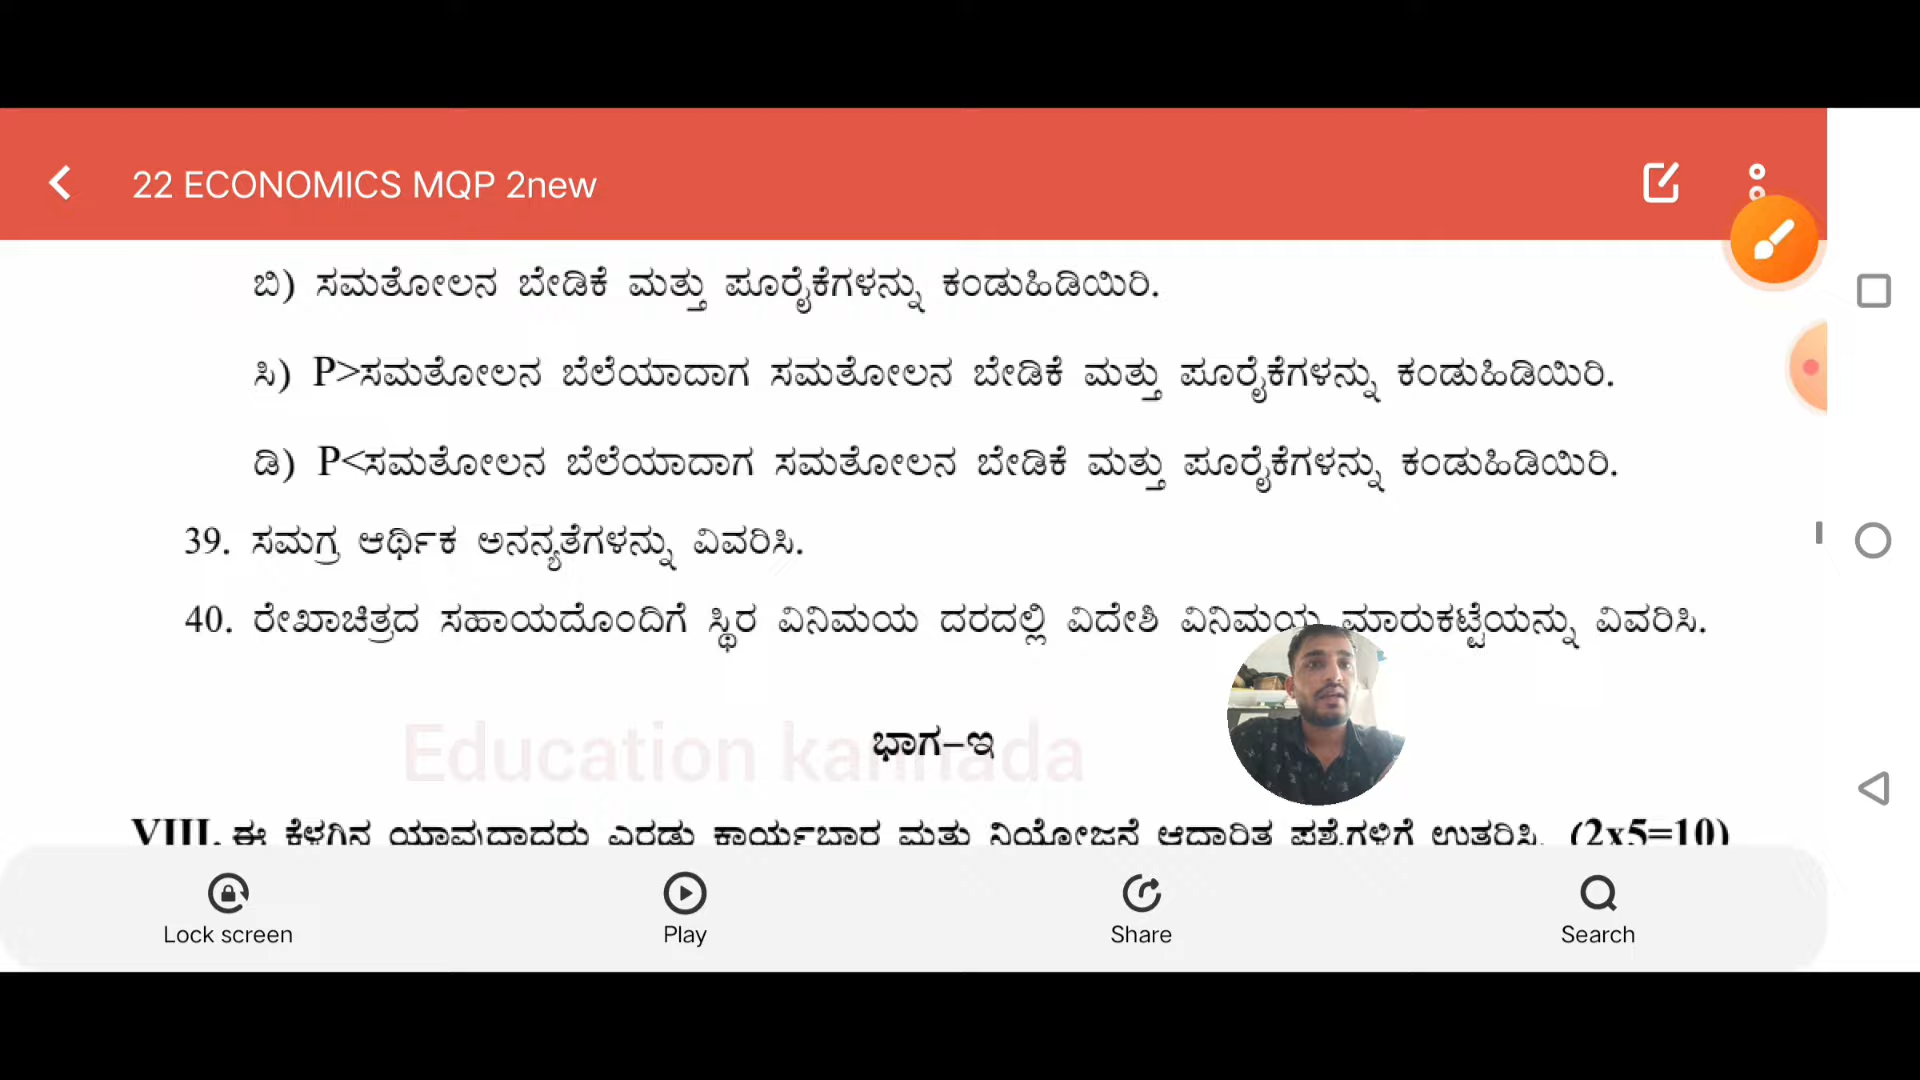 22 ECONOMICS MQP 2new
ಬಿ) ಸಮತೋಲನ ಬೇಡಿಕೆ ಮತ್ತು ಪೂರೈಕೆಗಳನ್ನು ಕಂಡುಹಿಡಿಯಿರಿ.
ಸಿ) P>ಸಮತೋಲನ ಬೆಲೆಯಾದಾಗ ಸಮತೋಲನ ಬೇಡಿಕೆ ಮತ್ತು ಪೂರೈಕೆಗಳನ್ನು ಕಂಡುಹಿಡಿಯಿರಿ.
ಡಿ) P<ಸಮತೋಲನ ಬೆಲೆಯಾದಾಗ ಸಮತೋಲನ ಬೇಡಿಕೆ ಮತ್ತು ಪೂರೈಕೆಗಳನ್ನು ಕಂಡುಹಿಡಿಯಿರಿ.
39. ಸಮಗ್ರ ಆರ್ಥಿಕ ಅನನ್ಯತೆಗಳನ್ನು ವಿವರಿಸಿ.
40. ರೇಖಾಚಿತ್ರದ ಸಹಾಯದೊಂದಿಗೆ ಸ್ಥಿರ ವಿನಿಮಯ ದರದಲ್ಲಿ ವಿದೇಶಿ ವಿನಿಮಯ ಮಾರುಕಟ್ಟೆಯನ್ನು ವಿವರಿಸಿ.
Education kannada
ಭಾಗ–ಇ
VIII. ಈ ಕೆಳಗಿನ ಯಾವುದಾದರು ಎರಡು ಕಾರ್ಯಬಾರ ಮತ್ತು ನಿಯೋಜನೆ ಆಧಾರಿತ ಪ್ರಶ್ನೆಗಳಿಗೆ ಉತ್ತರಿಸಿ. (2x5=10)
Lock screen
Play
Share
Search